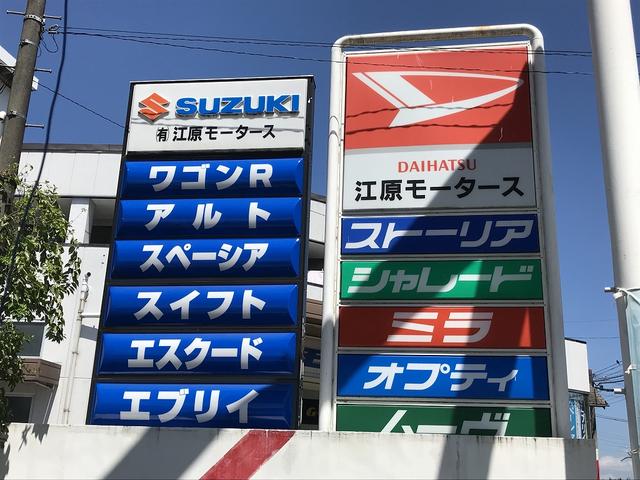 SUZUKI
㈲江原モータース
ワゴンR
アルト
スペーシア
スイフト
エスクード
エブリイ
DAIHATSU
江原モータース
ストーリア
シャレード
ミラ
オプティ
ムーヴ